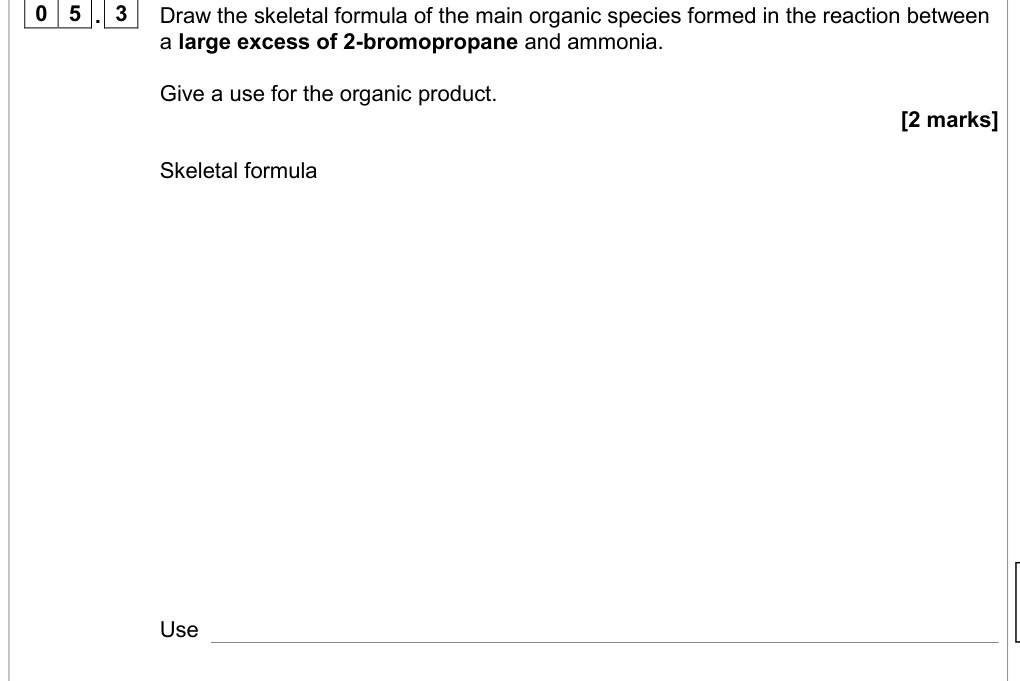 0 5 . 3 Draw the skeletal formula of the main organic species formed in the reaction between
a large excess of 2-bromopropane and ammonia.
Give a use for the organic product.
[2 marks]
Skeletal formula
Use